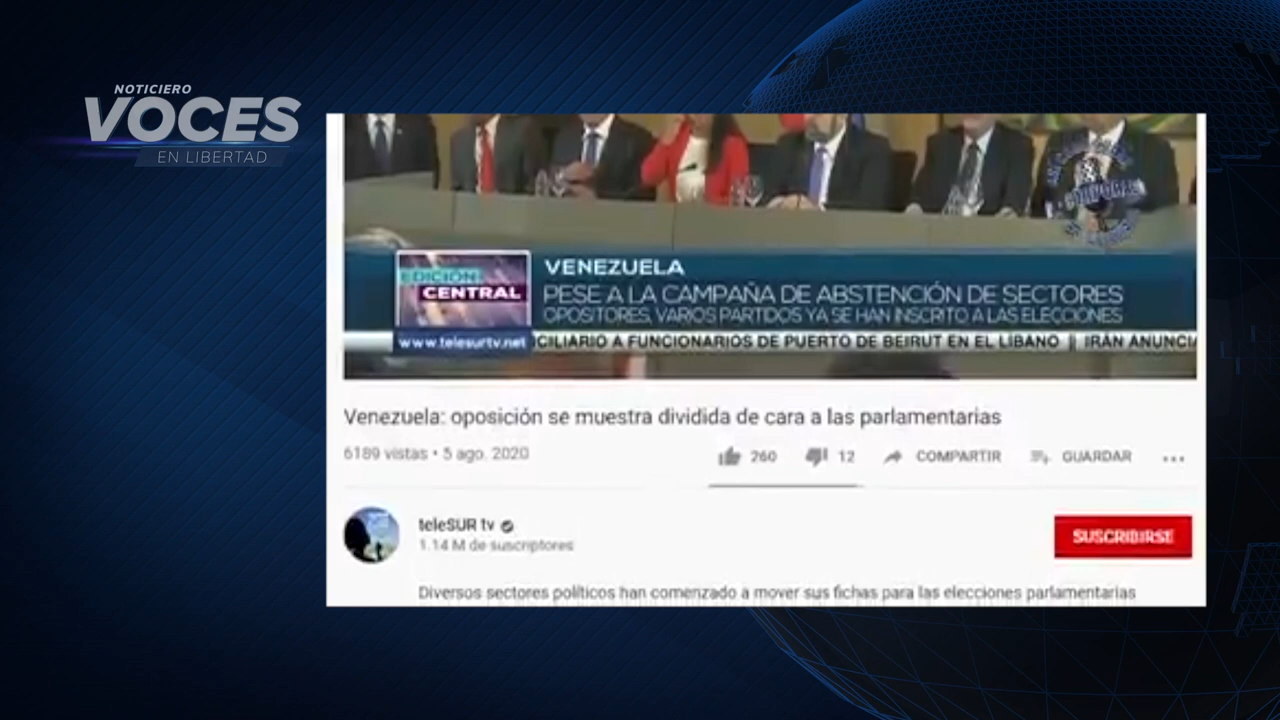 NOTICIERO
VOCES
EN LIBERTAD
EDICIÓN
CENTRAL
VENEZUELA
PESE A LA CAMPAÑA DE ABSTENCIÓN DE SECTORES
OPOSITORES, VARIOS PARTIDOS YA SE HAN INSCRITO A LAS ELECCIONES
www.telesurtv.net
CILIARIO A FUNCIONARIOS DE PUERTO DE BEIRUT EN EL LÍBANO || IRÁN ANUNCIA
Venezuela: oposición se muestra dividida de cara a las parlamentarias
6189 vistas • 5 ago. 2020
260
12
COMPARTIR
GUARDAR
teleSUR tv
1.14 M de suscriptores
SUSCRIBIRSE
Diversos sectores políticos han comenzado a mover sus fichas para las elecciones parlamentarias